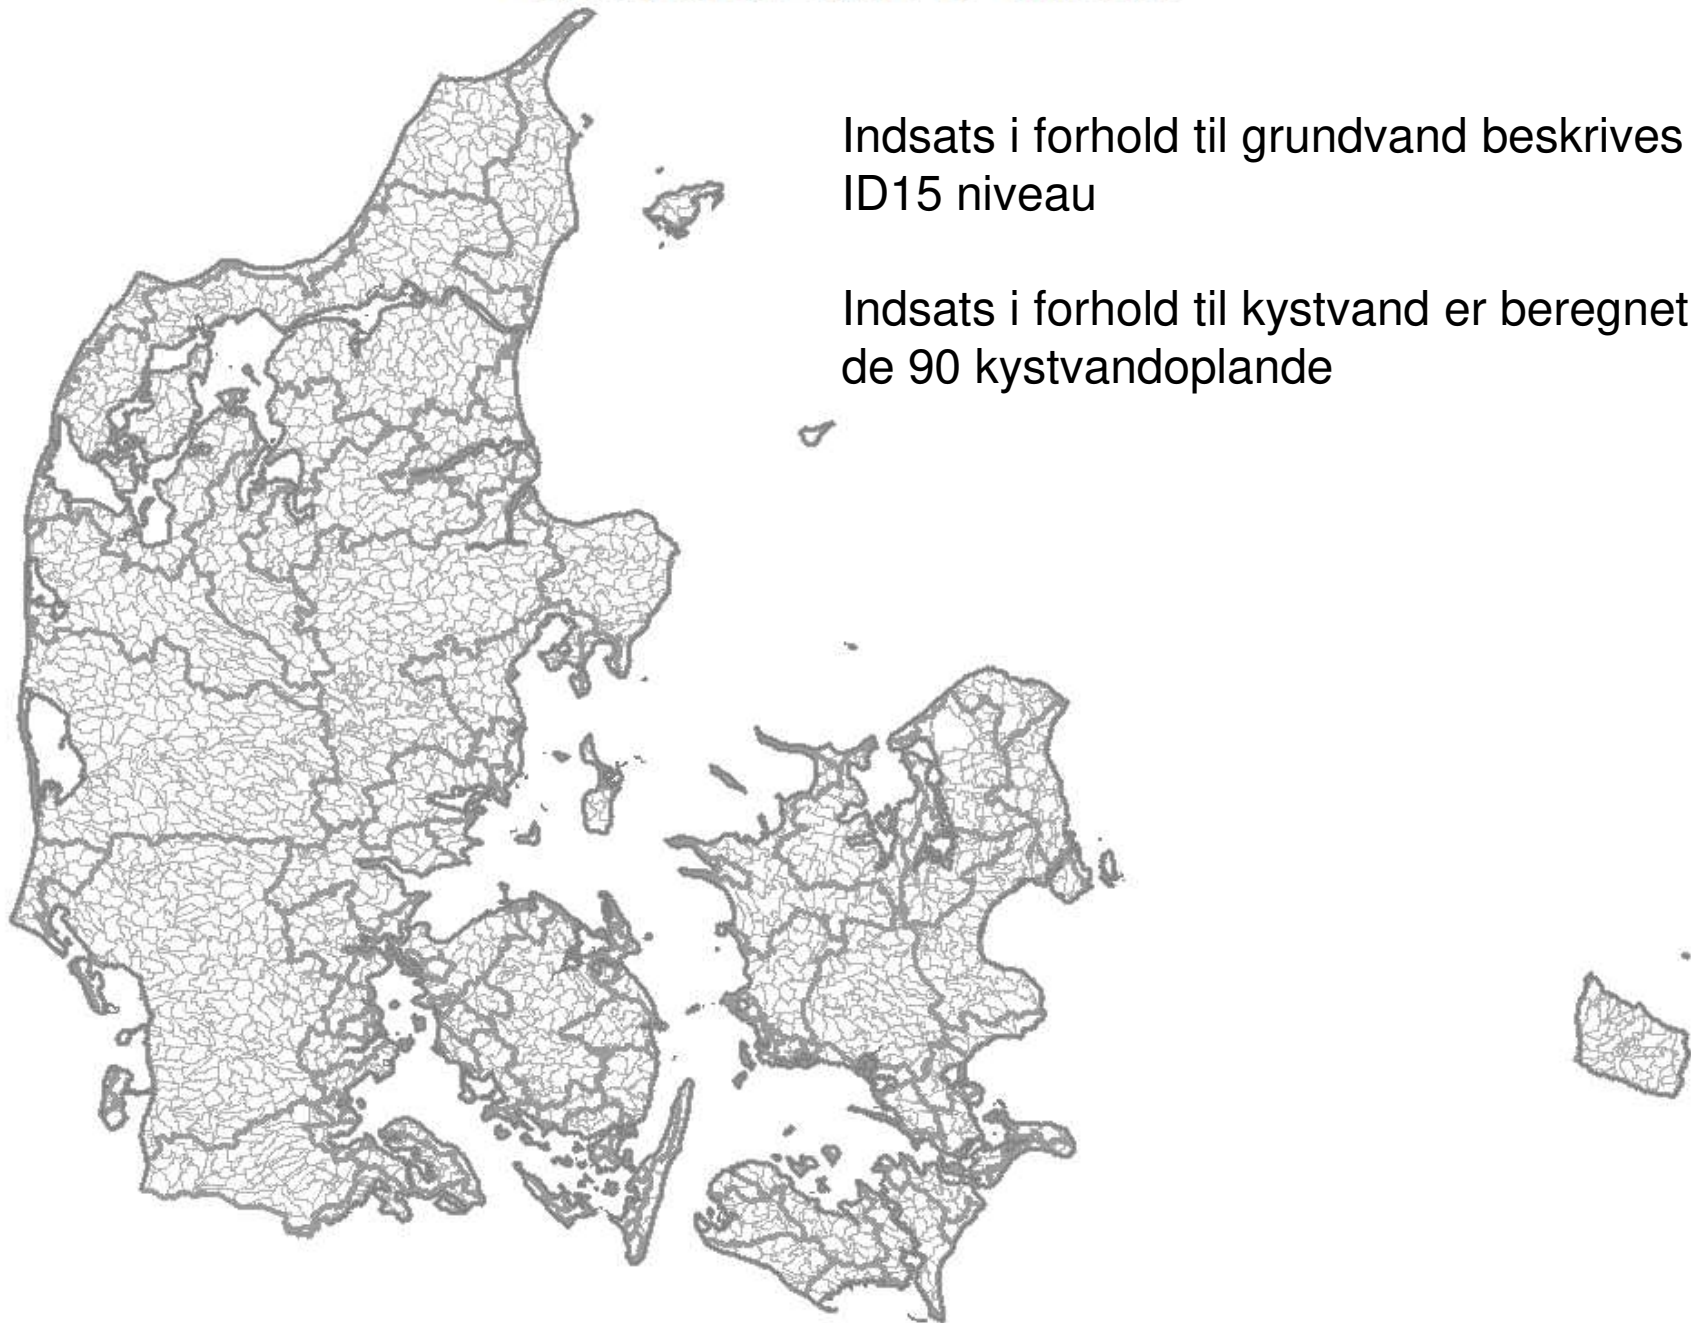 Indsats i forhold til grundvand beskrives
ID15 niveau
Indsats i forhold til kystvand er beregnet
de 90 kystvandoplande